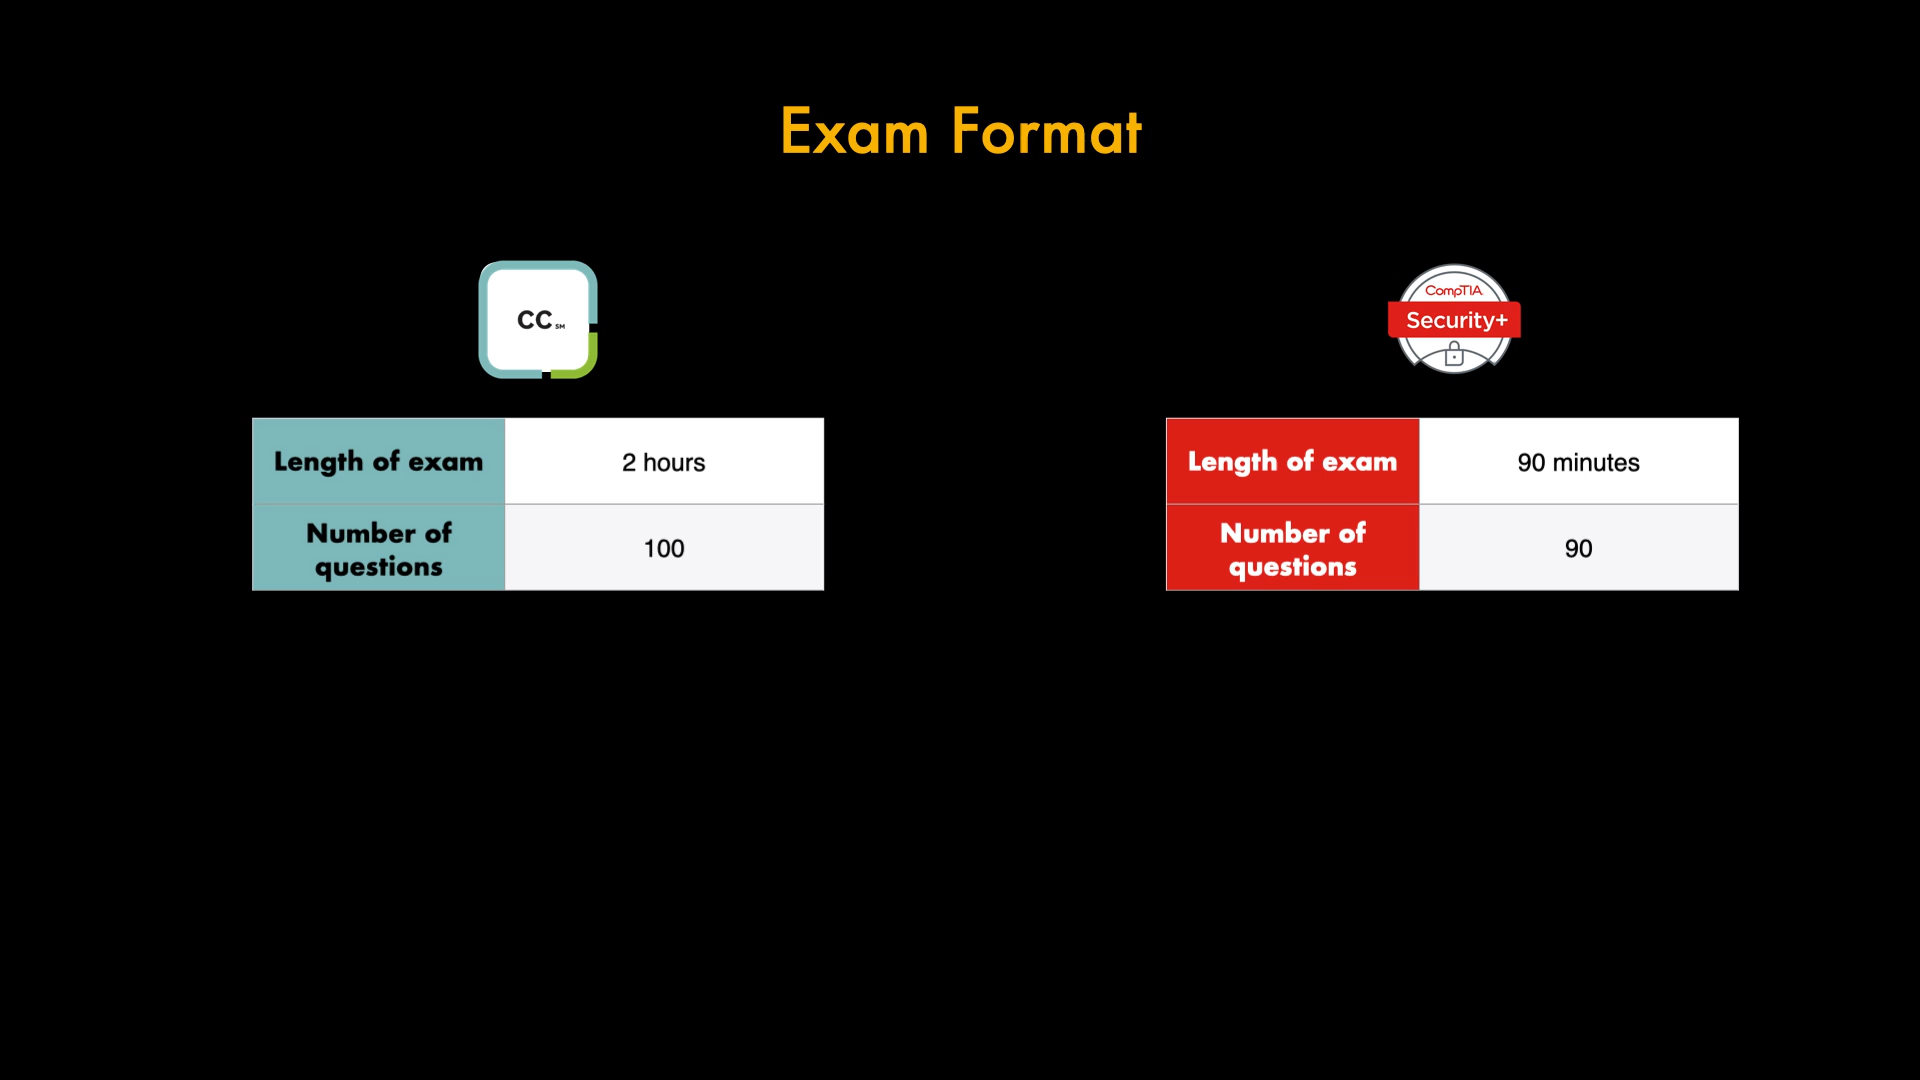 Exam Format
CC SM
Length of exam
2 hours
Number of
questions
100
CompTIA
Security+
Length of exam
90 minutes
Number of
questions
90